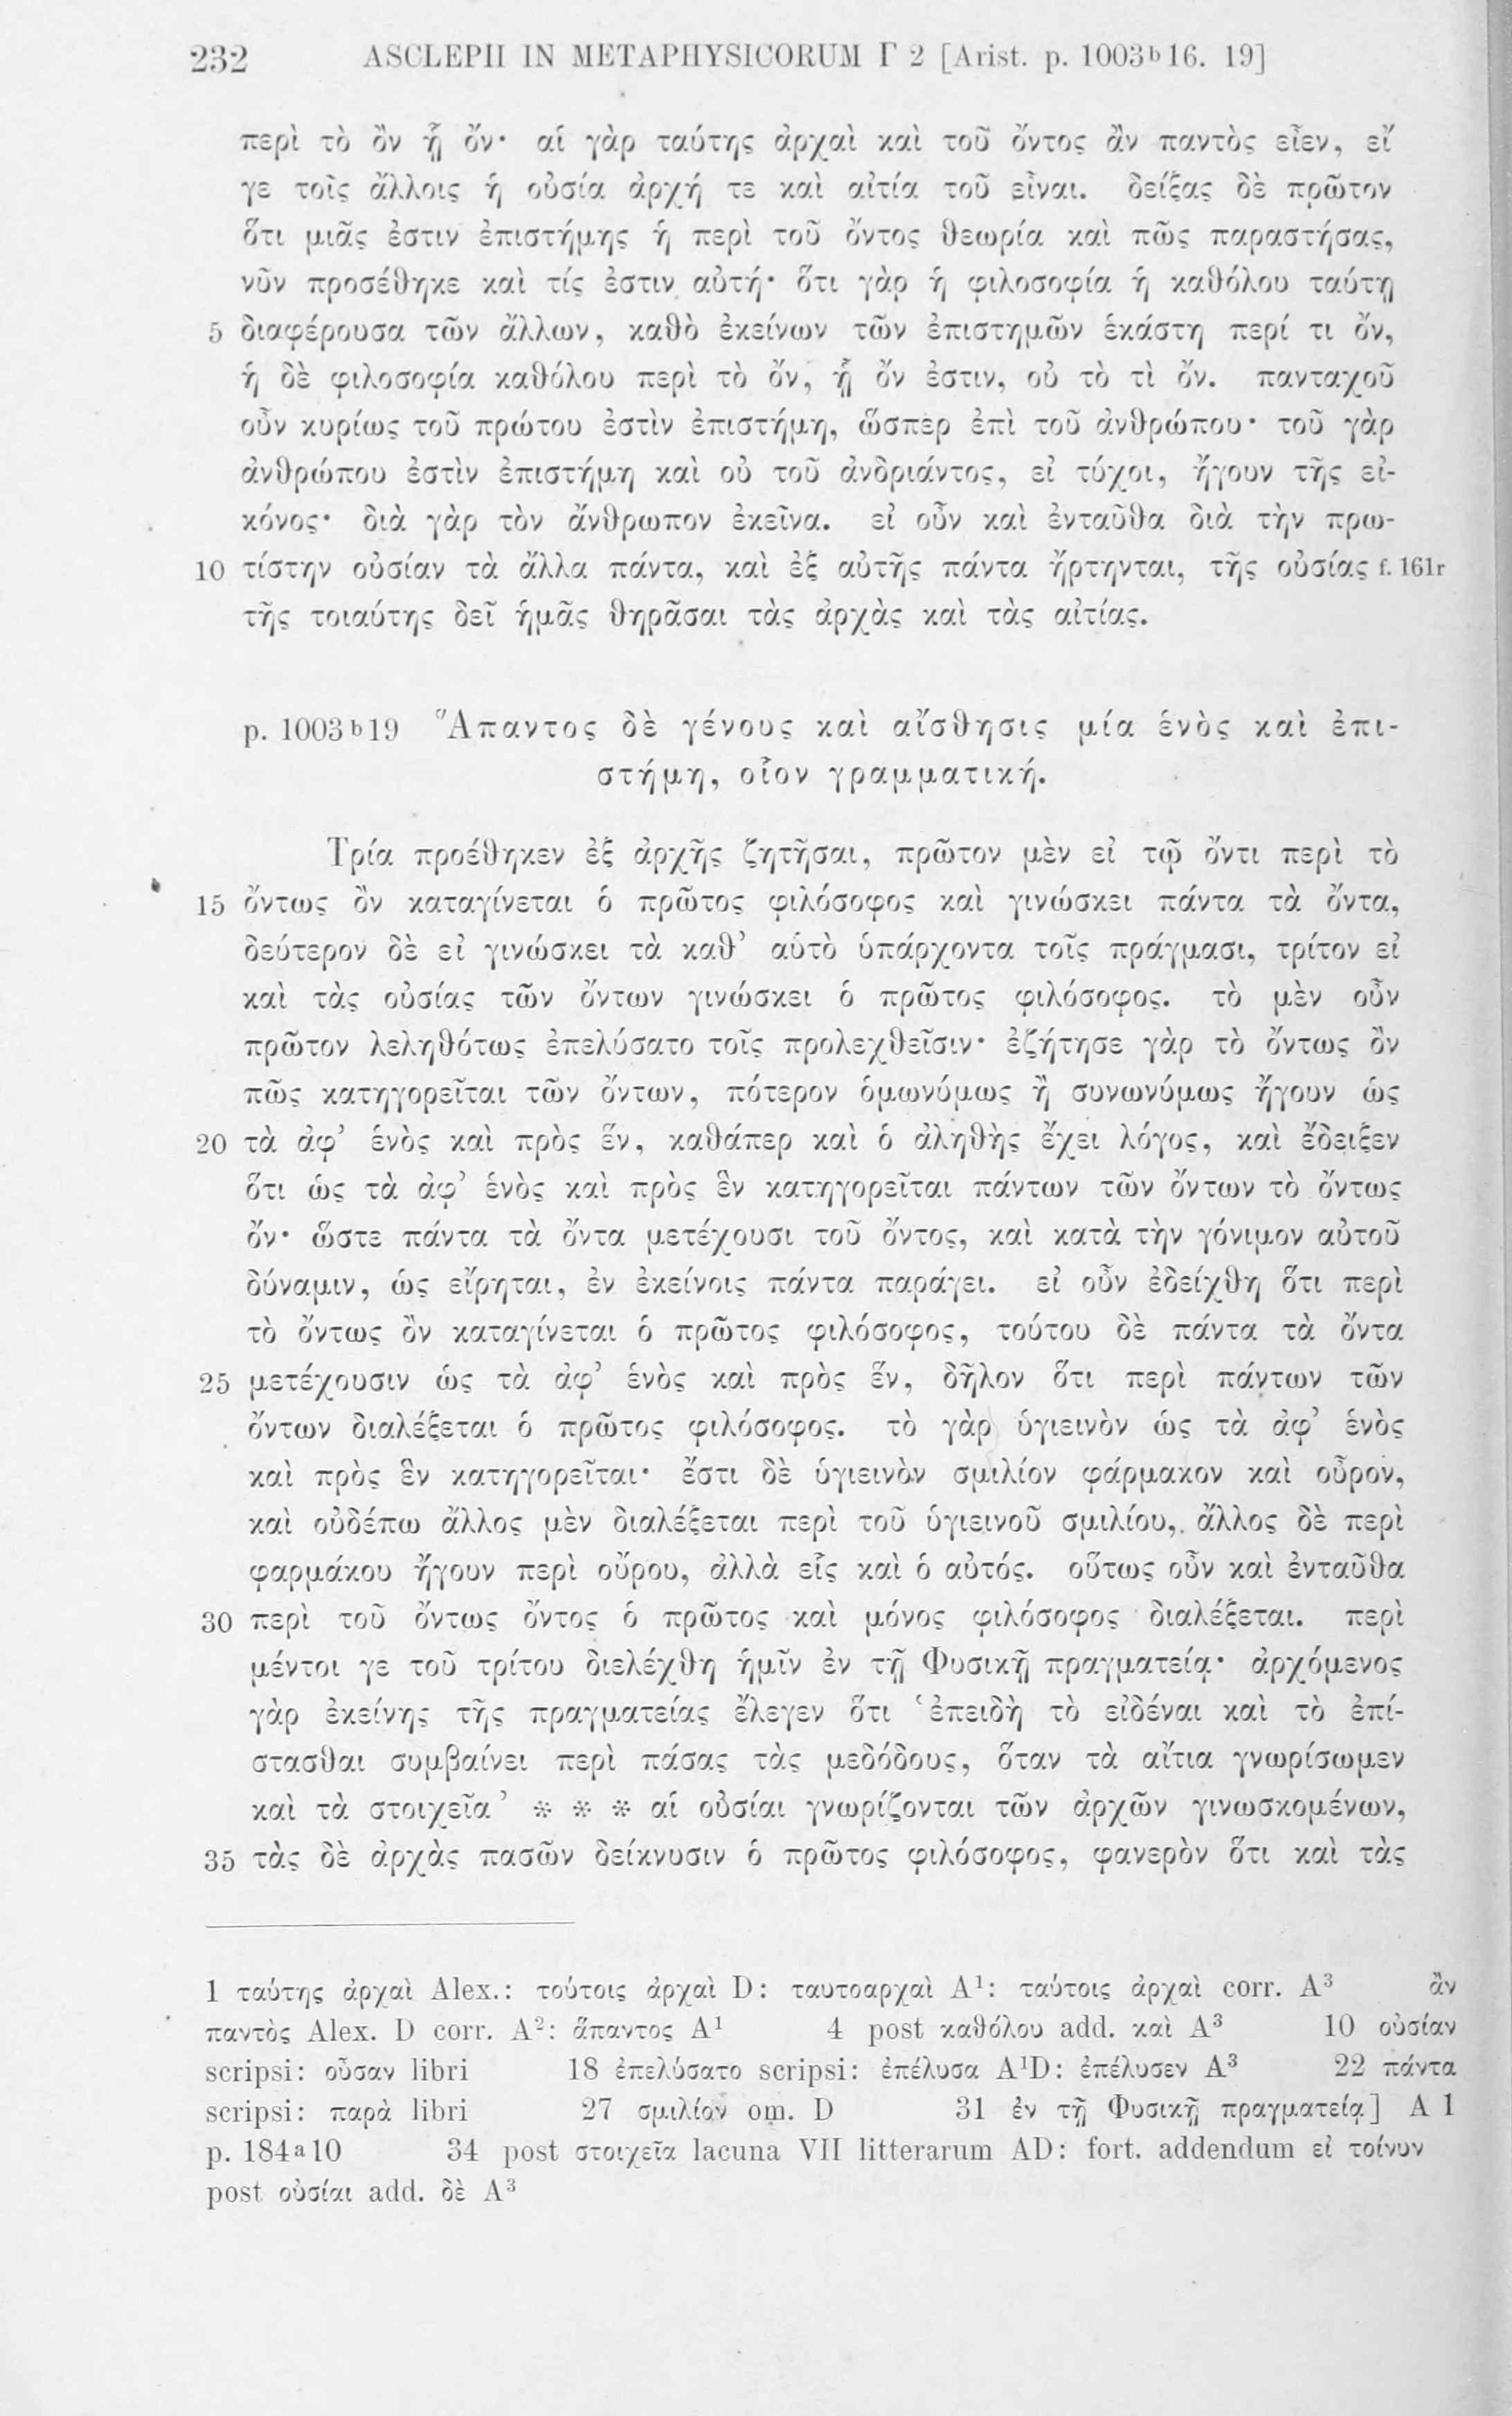 232 ASCLEPII IN METAPHYSICORUM Γ 2 [Arist. p. 1003b16. 19]
περὶ τὸ ὂν ᾗ ὄν· αἱ γὰρ ταύτης ἀρχαὶ καὶ τοῦ ὄντος ἂν παντὸς εἶεν, εἴ
γε τοῖς ἄλλοις ἡ οὐσία ἀρχή τε καὶ αἰτία τοῦ εἶναι. δείξας δὲ πρῶτον
ὅτι μιᾶς ἐστιν ἐπιστήμης ἡ περὶ τοῦ ὄντος θεωρία καὶ πῶς παραστήσας,
νῦν προσέθηκε καὶ τίς ἐστιν αὐτή· ὅτι γὰρ ἡ φιλοσοφία ἡ καθόλου ταύτῃ
5 διαφέρουσα τῶν ἄλλων, καθὸ ἐκείνων τῶν ἐπιστημῶν ἑκάστη περί τι ὄν,
ἡ δὲ φιλοσοφία καθόλου περὶ τὸ ὄν, ᾗ ὄν ἐστιν, οὐ τὸ τὶ ὄν. πανταχοῦ
οὖν κυρίως τοῦ πρώτου ἐστὶν ἐπιστήμη, ὥσπερ ἐπὶ τοῦ ἀνθρώπου· τοῦ γὰρ
ἀνθρώπου ἐστὶν ἐπιστήμη καὶ οὐ τοῦ ἀνδριάντος, εἰ τύχοι, ἤγουν τῆς εἰ-
κόνος· διὰ γὰρ τὸν ἄνθρωπον ἐκεῖνα. εἰ οὖν καὶ ἐνταῦθα διὰ τὴν πρω-
10 τίστην οὐσίαν τὰ ἄλλα πάντα, καὶ ἐξ αὐτῆς πάντα ἤρτηνται, τῆς οὐσίας f. 161r
τῆς τοιαύτης δεῖ ἡμᾶς θηρᾶσαι τὰς ἀρχὰς καὶ τὰς αἰτίας.
p. 1003b19 Ἅπαντος δὲ γένους καὶ αἴσθησις μία ἑνὸς καὶ ἐπι-
στήμη, οἷον γραμματική.
Τρία προέθηκεν ἐξ ἀρχῆς ζητῆσαι, πρῶτον μὲν εἰ τῷ ὄντι περὶ τὸ
15 ὄντως ὂν καταγίνεται ὁ πρῶτος φιλόσοφος καὶ γινώσκει πάντα τὰ ὄντα,
δεύτερον δὲ εἰ γινώσκει τὰ καθ’ αὑτὸ ὑπάρχοντα τοῖς πράγμασι, τρίτον εἰ
καὶ τὰς οὐσίας τῶν ὄντων γινώσκει ὁ πρῶτος φιλόσοφος. τὸ μὲν οὖν
πρῶτον λεληθότως ἐπελύσατο τοῖς προλεχθεῖσιν· ἐζήτησε γὰρ τὸ ὄντως ὂν
πῶς κατηγορεῖται τῶν ὄντων, πότερον ὁμωνύμως ἢ συνωνύμως ἤγουν ὡς
20 τὰ ἀφ’ ἑνὸς καὶ πρὸς ἕν, καθάπερ καὶ ὁ ἀληθὴς ἔχει λόγος, καὶ ἔδειξεν
ὅτι ὡς τὰ ἀφ’ ἑνὸς καὶ πρὸς ἓν κατηγορεῖται πάντων τῶν ὄντων τὸ ὄντως
ὄν· ὥστε πάντα τὰ ὄντα μετέχουσι τοῦ ὄντος, καὶ κατὰ τὴν γόνιμον αὐτοῦ
δύναμιν, ὡς εἴρηται, ἐν ἐκείνοις πάντα παράγει. εἰ οὖν ἐδείχθη ὅτι περὶ
τὸ ὄντως ὂν καταγίνεται ὁ πρῶτος φιλόσοφος, τούτου δὲ πάντα τὰ ὄντα
25 μετέχουσιν ὡς τὰ ἀφ’ ἑνὸς καὶ πρὸς ἕν, δῆλον ὅτι περὶ πάντων τῶν
ὄντων διαλέξεται ὁ πρῶτος φιλόσοφος. τὸ γὰρ ὑγιεινὸν ὡς τὰ ἀφ’ ἑνὸς
καὶ πρὸς ἓν κατηγορεῖται· ἔστι δὲ ὑγιεινὸν σμιλίον φάρμακον καὶ οὖρον,
καὶ οὐδέπω ἄλλος μὲν διαλέξεται περὶ τοῦ ὑγιεινοῦ σμιλίου, ἄλλος δὲ περὶ
φαρμάκου ἤγουν περὶ οὔρου, ἀλλὰ εἷς καὶ ὁ αὐτός. οὕτως οὖν καὶ ἐνταῦθα
30 περὶ τοῦ ὄντως ὄντος ὁ πρῶτος καὶ μόνος φιλόσοφος διαλέξεται. περὶ
μέντοι γε τοῦ τρίτου διελέχθη ἡμῖν ἐν τῇ Φυσικῇ πραγματείᾳ· ἀρχόμενος
γὰρ ἐκείνης τῆς πραγματείας ἔλεγεν ὅτι ‘ἐπειδὴ τὸ εἰδέναι καὶ τὸ ἐπί-
στασθαι συμβαίνει περὶ πάσας τὰς μεδόδους, ὅταν τὰ αἴτια γνωρίσωμεν
καὶ τὰ στοιχεῖα’ * * * αἱ οὐσίαι γνωρίζονται τῶν ἀρχῶν γινωσκομένων,
35 τὰς δὲ ἀρχὰς πασῶν δείκνυσιν ὁ πρῶτος φιλόσοφος, φανερὸν ὅτι καὶ τὰς
1 ταύτης ἀρχαὶ Alex.: τούτοις ἀρχαὶ D: ταυτοαρχαὶ A¹: ταύτοις ἀρχαὶ corr. A³ ἂν
παντὸς Alex. D corr. A²: ἅπαντος A¹ 4 post καθόλου add. καὶ A³ 10 οὐσίαν
scripsi: οὖσαν libri 18 ἐπελύσατο scripsi: ἐπέλυσα A¹D: ἐπέλυσεν A³ 22 πάντα
scripsi: παρὰ libri 27 σμιλίον om. D 31 ἐν τῇ Φυσικῇ πραγματείᾳ] A 1
p. 184a10 34 post στοιχεῖα lacuna VII litterarum AD: fort. addendum εἰ τοίνυν
post οὐσίαι add. δὲ A³